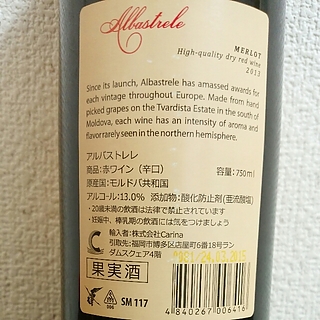 Albastrele
MERLOT
High-quality dry red wine
2013
Since its launch, Albastrele has amassed awards for
each vintage throughout Europe. Made from hand
picked grapes on the Tvardista Estate in the south of
Moldova, each wine has an intensity of aroma and
flavor rarely seen in the northern hemisphere.
アルバストレレ
商品名:赤ワイン（辛口） 容量:750ml
原産国:モルドバ共和国
アルコール:13.0% 添加物:酸化防止剤(亜硫酸塩)
・20歳未満の飲酒は法律で禁止されています
・妊娠中、棒乳期の飲酒には気をつけましょう
輸入者:株式会社Carina
引取先:福岡市博多区店屋町6番18号ラン
ダムスクェア4階
果実酒
24.03.2015
SM 117
4 840267 006416